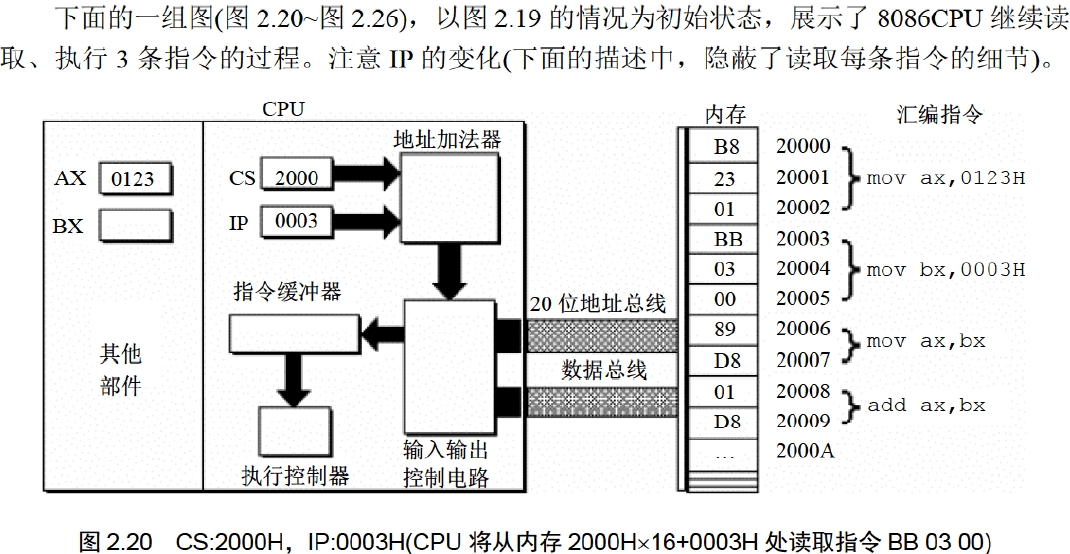 下面的一组图(图 2.20~图 2.26)，以图 2.19 的情况为初始状态，展示了 8086CPU 继续读
取、执行 3 条指令的过程。注意 IP 的变化(下面的描述中，隐蔽了读取每条指令的细节)。
CPU
内存
汇编指令
地址加法器
AX 0123
BX
CS 2000
IP 0003
指令缓冲器
其他
部件
执行控制器
输入输出
控制电路
20 位地址总线
数据总线
B8 20000
23 20001 mov ax,0123H
01 20002
BB 20003
03 20004 mov bx,0003H
00 20005
89 20006
mov ax,bx
D8 20007
01 20008
add ax,bx
D8 20009
… 2000A
图 2.20 CS:2000H，IP:0003H(CPU 将从内存 2000H×16+0003H 处读取指令 BB 03 00)